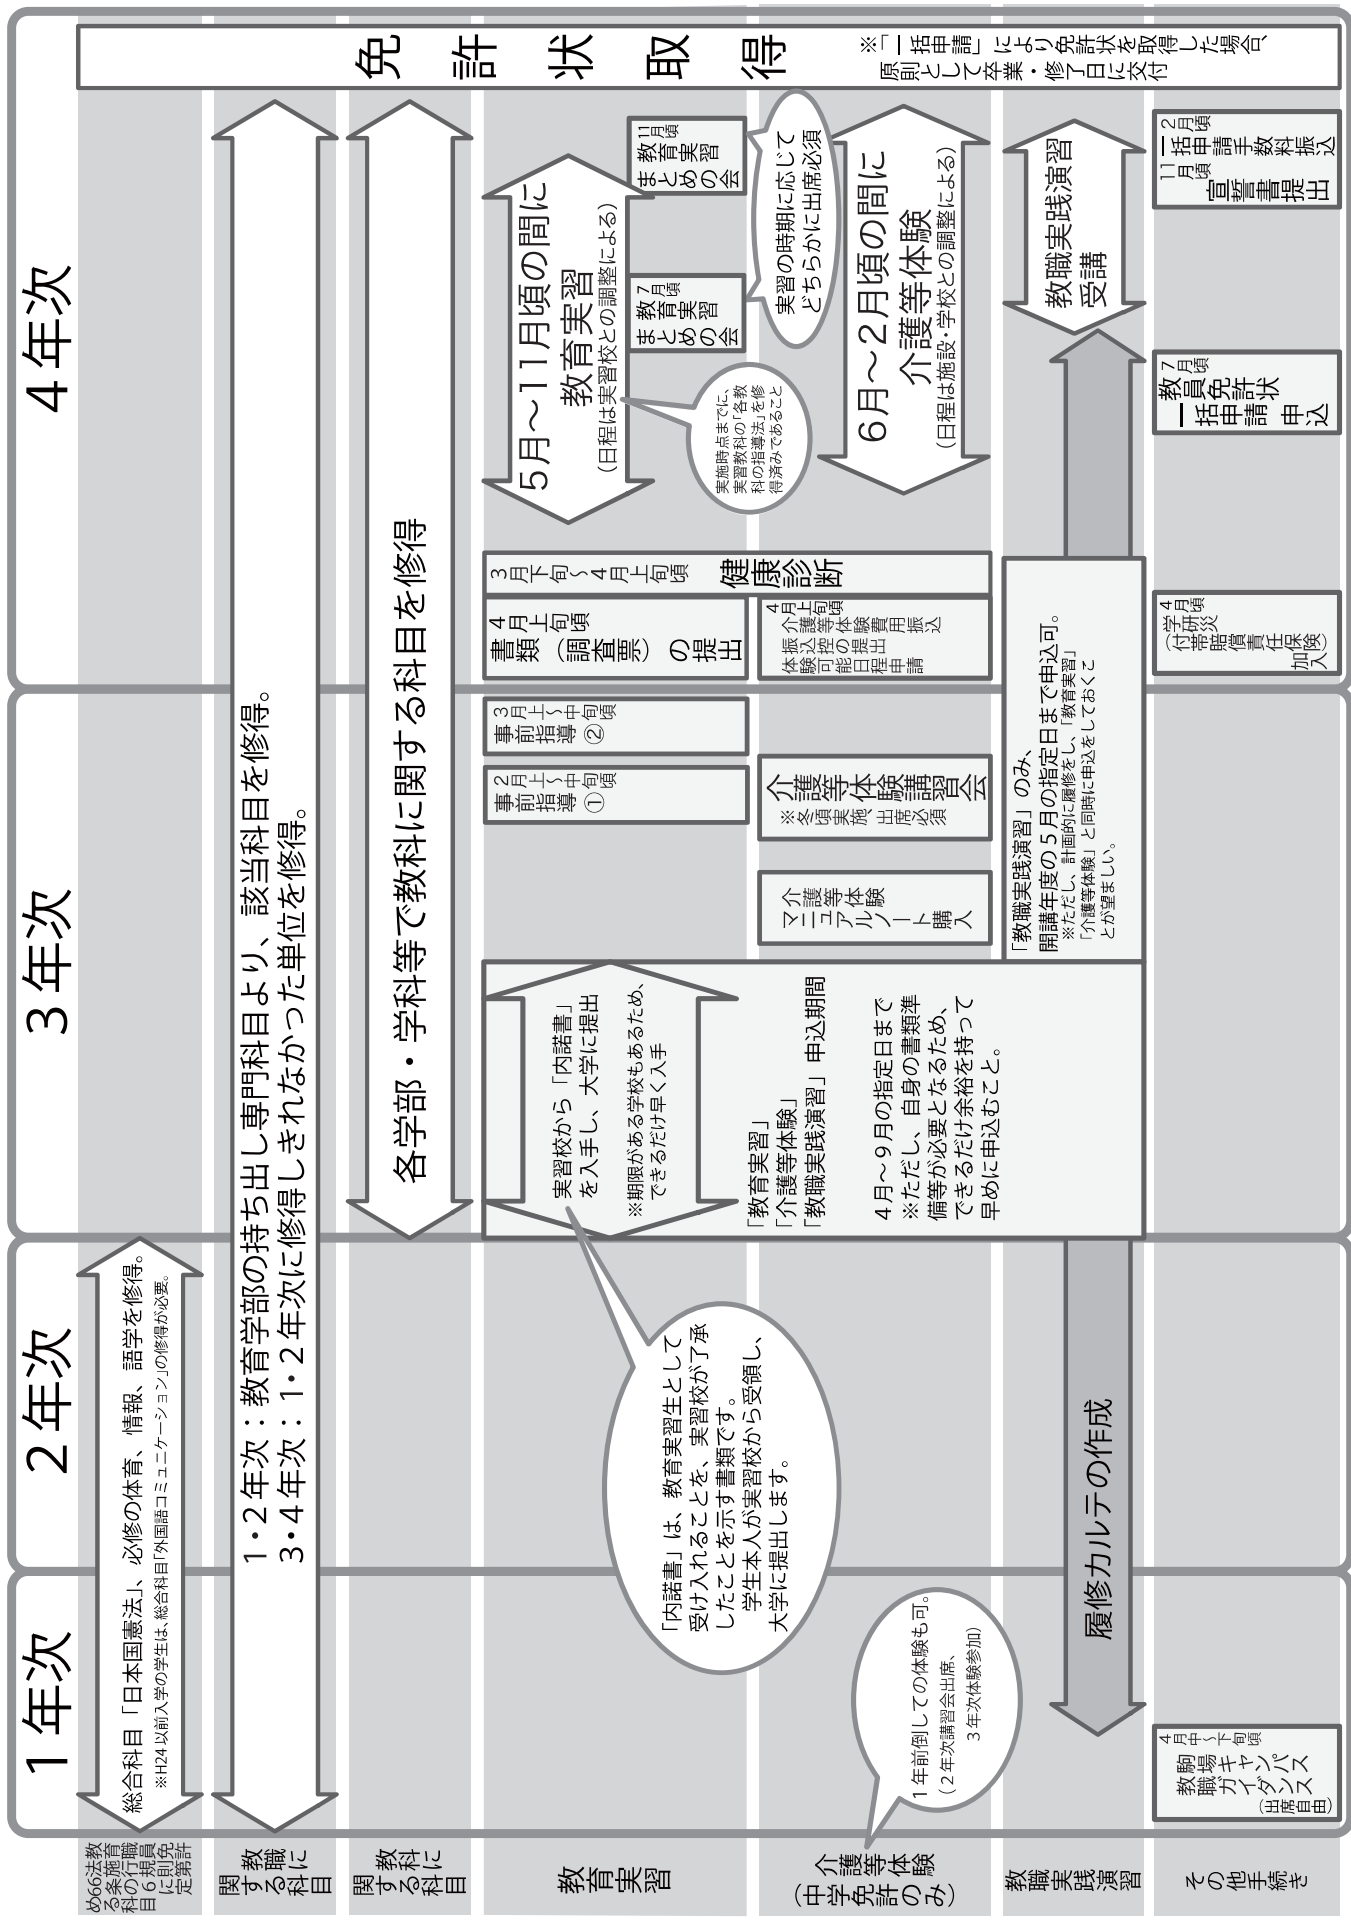 1年次
2年次
3年次
4年次
教育職員免許
法施行規則第
66条の6に定
める科目
総合科目「日本国憲法」、必修の体育、情報、語学を修得。
※H24以前入学の学生は、総合科目「外国語コミュニケーション」の修得が必要。
教職に
関する科目
1・2年次：教育学部の持ち出し専門科目より、該当科目を修得。
3・4年次：1・2年次に修得しきれなかった単位を修得。
教科に
関する科目
各学部・学科等で教科に関する科目を修得
教育実習
「内諾書」は、教育実習生として
受け入れることを、実習校が了承
したことを示す書類です。
学生本人が実習校から受領し、
大学に提出します。
実習校から「内諾書」
を入手し、大学に提出
※期限がある学校もあるため、
できるだけ早く入手
「教育実習」
「介護等体験」
「教職実践演習」申込期間
4月～9月の指定日まで
※ただし、自身の書類準
備等が必要となるため、
できるだけ余裕を持って
早めに申込むこと。
2月上～中旬頃
事前指導①
3月上～中旬頃
事前指導②
4月上旬頃
書類（調査票）の提出
3月下旬～4月上旬頃
健康診断
5月～11月頃の間に
教育実習
（日程は実習校との調整による）
実施時点までに、
実習教科の「各教
科の指導法」を修
得済みであること
7月頃
教育実習
まとめの会
11月頃
教育実習
まとめの会
実習の時期に応じて
どちらかに出席必須
介護等体験
（中学免許のみ）
1年前倒しての体験も可。
（2年次講習会出席、
3年次体験参加）
介護等体験
マニュアルノート購入
介護等体験講習会
※冬頃実施、出席必須
4月上旬頃
介護等体験費用振込
振込控の提出
体験可能日程申請
6月～2月頃の間に
介護等体験
（日程は施設・学校との調整による）
教職実践演習
履修カルテの作成
「教職実践演習」のみ、
開講年度の5月の指定日まで申込可。
※ただし、計画的に履修をし、「教育実習」
「介護等体験」と同時に申込をしておくこ
とが望ましい。
教職実践演習
受講
その他手続き
4月中～下旬頃
駒場キャンパス
教職ガイダンス
（出席自由）
4月頃
学研災
（付帯賠償責任保険）
加入
7月頃
教員免許状
一括申請 申込
11月頃
宣誓書提出
2月頃
一括申請手数料振込
免許状取得
※「一括申請」により免許状を取得した場合、
原則として卒業・修了日に交付